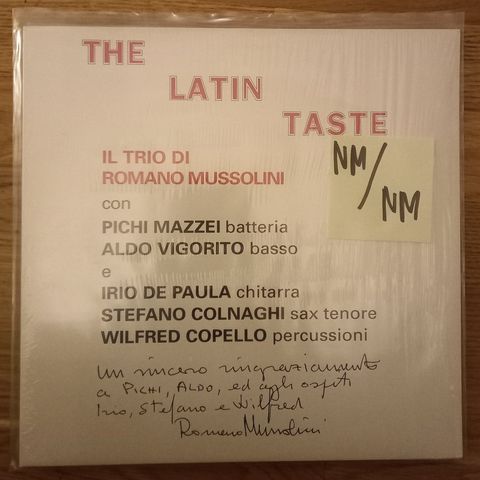 THE
LATIN
TASTE
IL TRIO DI
ROMANO MUSSOLINI
NM/NM
con
PICHI MAZZEI batteria
ALDO VIGORITO basso
e
IRIO DE PAULA chitarra
STEFANO COLNAGHI sax tenore
WILFRED COPELLO percussioni
un sincero ringraziamento
a PICHI, ALDO, ed agli ospiti
Irio, Stefano e Wilfred
Romano Mussolini